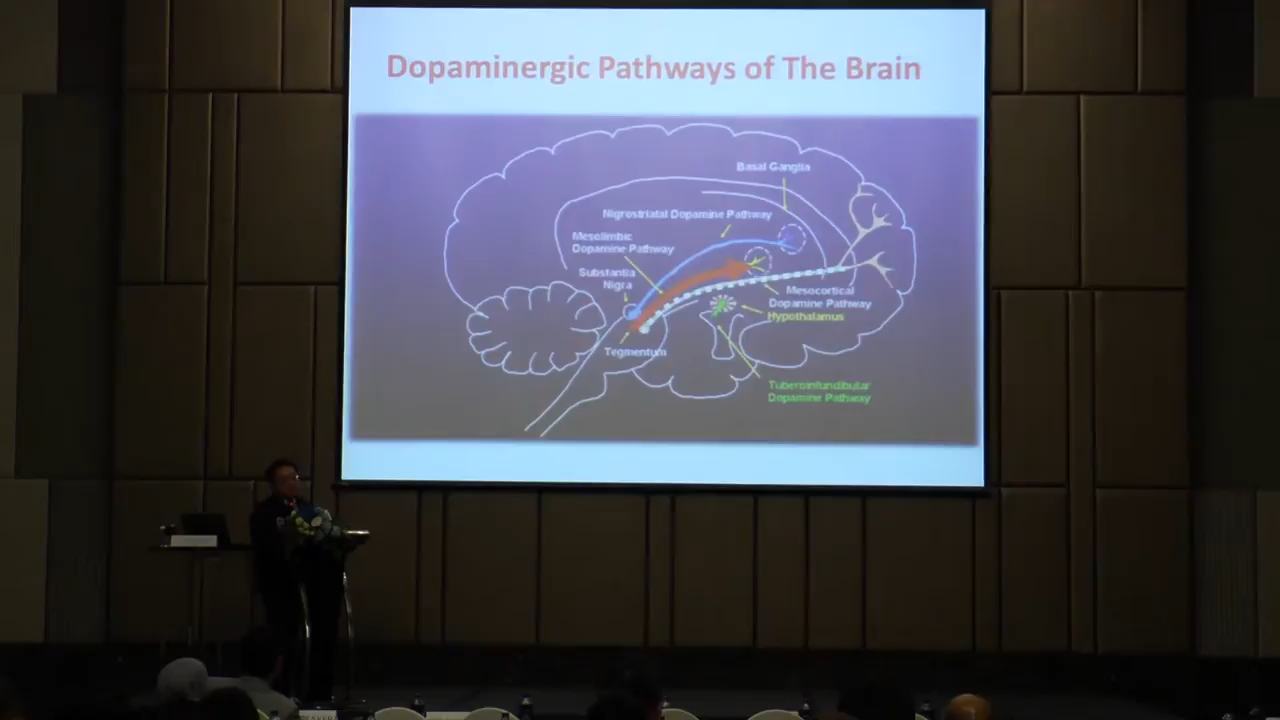 Dopaminergic Pathways of The Brain
Basal Ganglia
Nigrostriatal Dopamine Pathway
Mesolimbic
Dopamine Pathway
Substantia
Nigra
Mesocortical
Dopamine Pathway
Hypothalamus
Tegmentum
Tuberoinfundibular
Dopamine Pathway